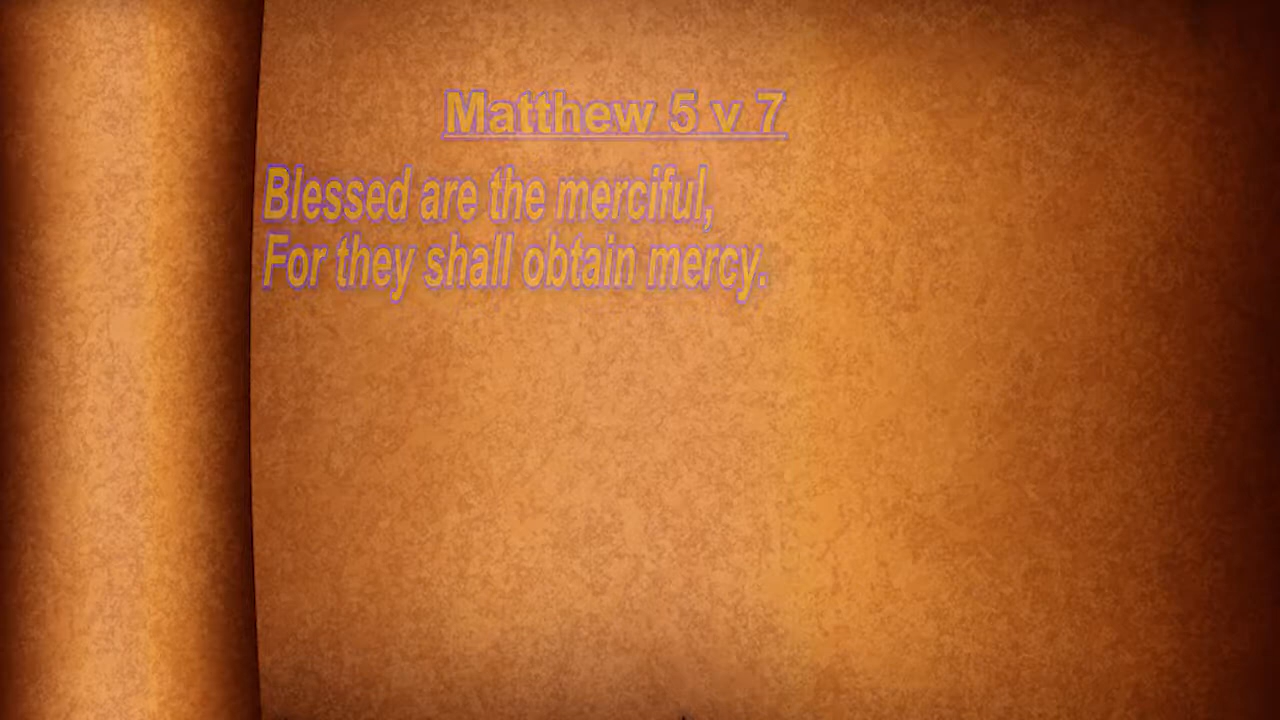 Matthew 5 v 7
Blessed are the merciful,
For they shall obtain mercy.